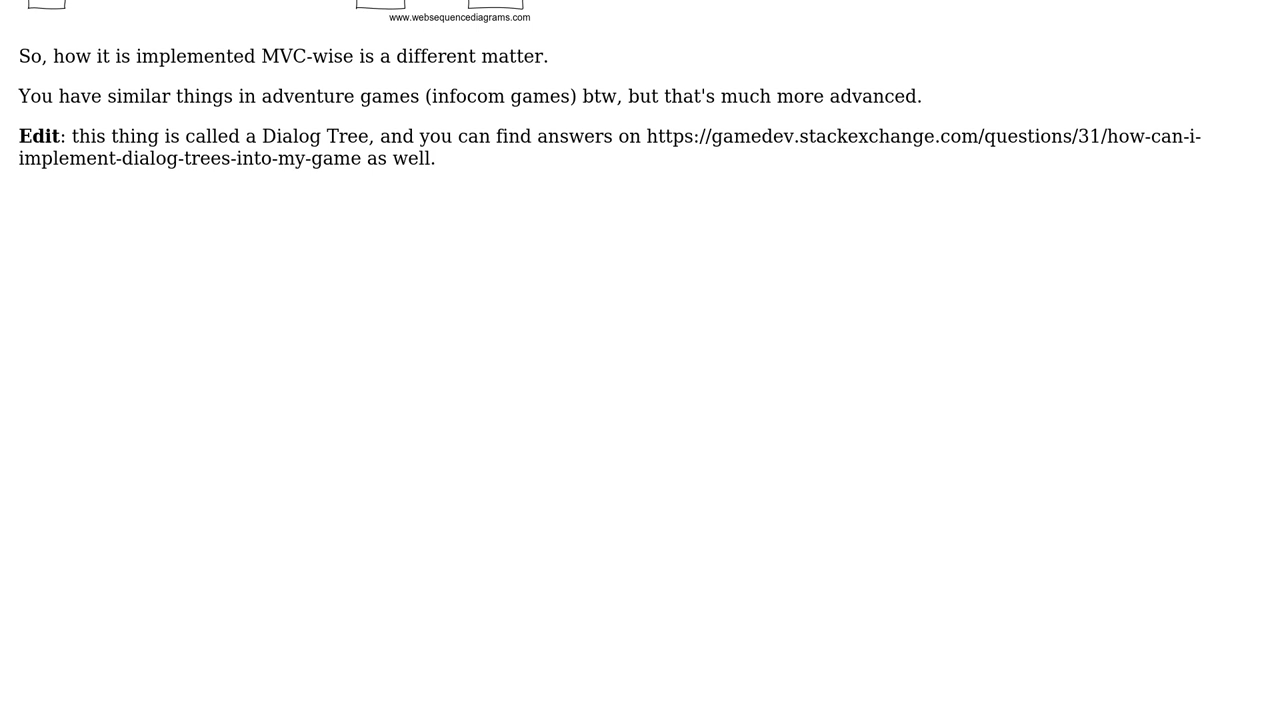 www.websequencediagrams.com
So, how it is implemented MVC-wise is a different matter.
You have similar things in adventure games (infocom games) btw, but that's much more advanced.
Edit: this thing is called a Dialog Tree, and you can find answers on https://gamedev.stackexchange.com/questions/31/how-can-i-
implement-dialog-trees-into-my-game as well.